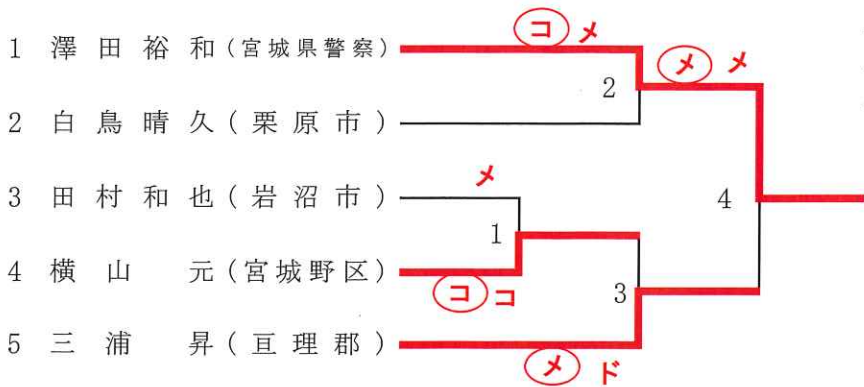 コ メ
1 澤田裕和(宮城県警察)
メ メ
2
2 白鳥晴久(栗原市)
メ
3 田村和也(岩沼市)
4
1
4 横山 元(宮城野区)
3
コ コ
5 三浦 昇(亘理郡)
メ ド